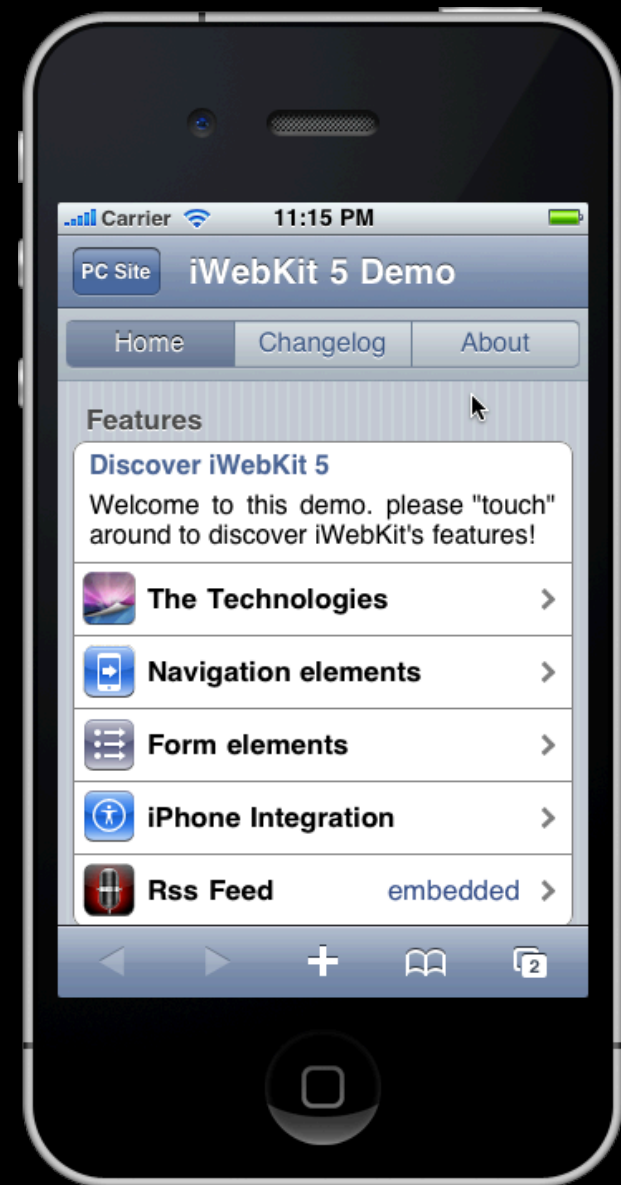 Carrier 11:15 PM
PC Site iWebKit 5 Demo
Home Changelog About
Features
Discover iWebKit 5
Welcome to this demo. please "touch"
around to discover iWebKit's features!
The Technologies
Navigation elements
Form elements
iPhone Integration
Rss Feed embedded
2